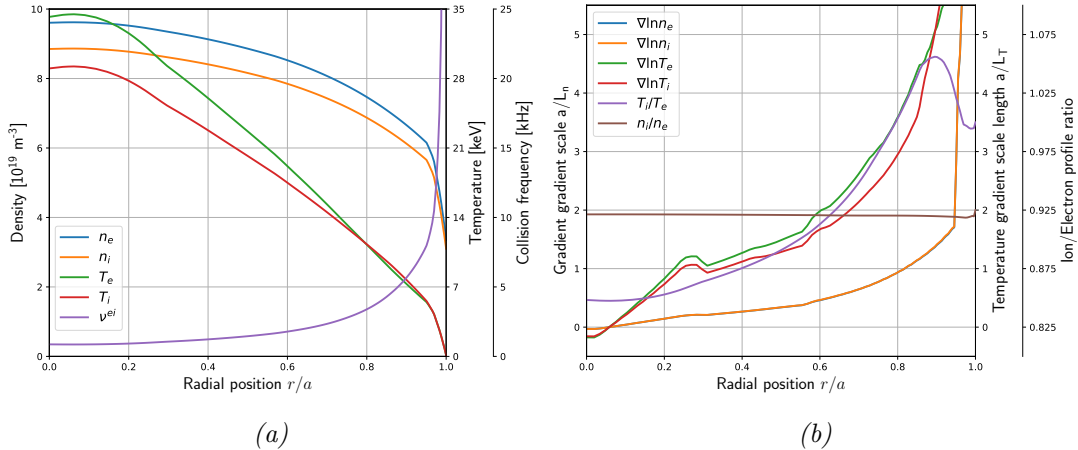 10
8
6
4
2
0
Density [10^19 m^-3]
n_e
n_i
T_e
T_i
ν^ei
0.0
0.2
0.4
0.6
0.8
1.0
Radial position r/a
35
28
21
14
7
0
Temperature [keV]
25
20
15
10
5
0
Collision frequency [kHz]
(a)
5
4
3
2
1
0
Gradient gradient scale a/L_n
∇ln n_e
∇ln n_i
∇ln T_e
∇ln T_i
T_i/T_e
n_i/n_e
0.0
0.2
0.4
0.6
0.8
1.0
Radial position r/a
5
4
3
2
1
0
Temperature gradient scale length a/L_T
1.075
1.025
0.975
0.925
0.875
0.825
Ion/Electron profile ratio
(b)